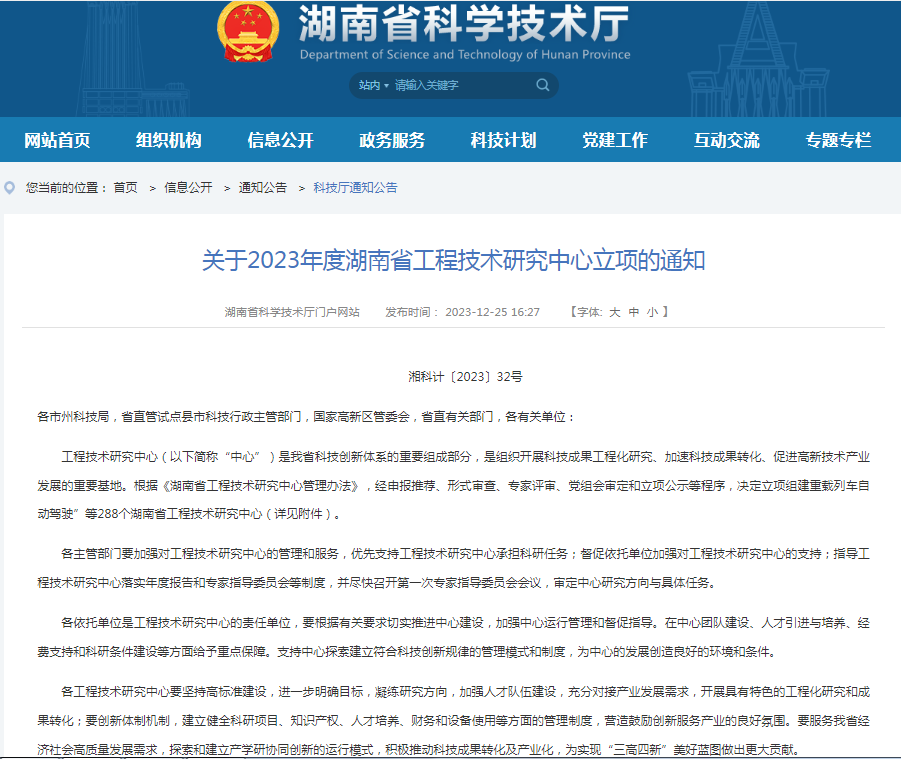 湖南省科学技术厅
Department of Science and Technology of Hunan Province
站内 请输入关键字
网站首页 组织机构 信息公开 政务服务 科技计划 党建工作 互动交流 专题专栏
您当前的位置： 首页 > 信息公开 > 通知公告 > 科技厅通知公告
关于2023年度湖南省工程技术研究中心立项的通知
湖南省科学技术厅门户网站 发布时间： 2023-12-25 16:27 【字体: 大 中 小 】
湘科计〔2023〕32号
各市州科技局，省直管试点县市科技行政主管部门，国家高新区管委会，省直有关部门，各有关单位：
工程技术研究中心（以下简称“中心”）是我省科技创新体系的重要组成部分，是组织开展科技成果工程化研究、加速科技成果转化、促进高新技术产业
发展的重要基地。根据《湖南省工程技术研究中心管理办法》，经申报推荐、形式审查、专家评审、党组会审定和立项公示等程序，决定立项组建重载列车自
动驾驶”等288个湖南省工程技术研究中心（详见附件）。
各主管部门要加强对工程技术研究中心的管理和服务，优先支持工程技术研究中心承担科研任务；督促依托单位加强对工程技术研究中心的支持；指导工
程技术研究中心落实年度报告和专家指导委员会等制度，并尽快召开第一次专家指导委员会会议，审定中心研究方向与具体任务。
各依托单位是工程技术研究中心的责任单位，要根据有关要求切实推进中心建设，加强中心运行管理和督促指导。在中心团队建设、人才引进与培养、经
费支持和科研条件建设等方面给予重点保障。支持中心探索建立符合科技创新规律的管理模式和制度，为中心的发展创造良好的环境和条件。
各工程技术研究中心要坚持高标准建设，进一步明确目标，凝练研究方向，加强人才队伍建设，充分对接产业发展需求，开展具有特色的工程化研究和成
果转化；要创新体制机制，建立健全科研项目、知识产权、人才培养、财务和设备使用等方面的管理制度，营造鼓励创新服务产业的良好氛围。要服务我省经
济社会高质量发展需求，探索和建立产学研协同创新的运行模式，积极推动科技成果转化及产业化，为实现“三高四新”美好蓝图做出更大贡献。